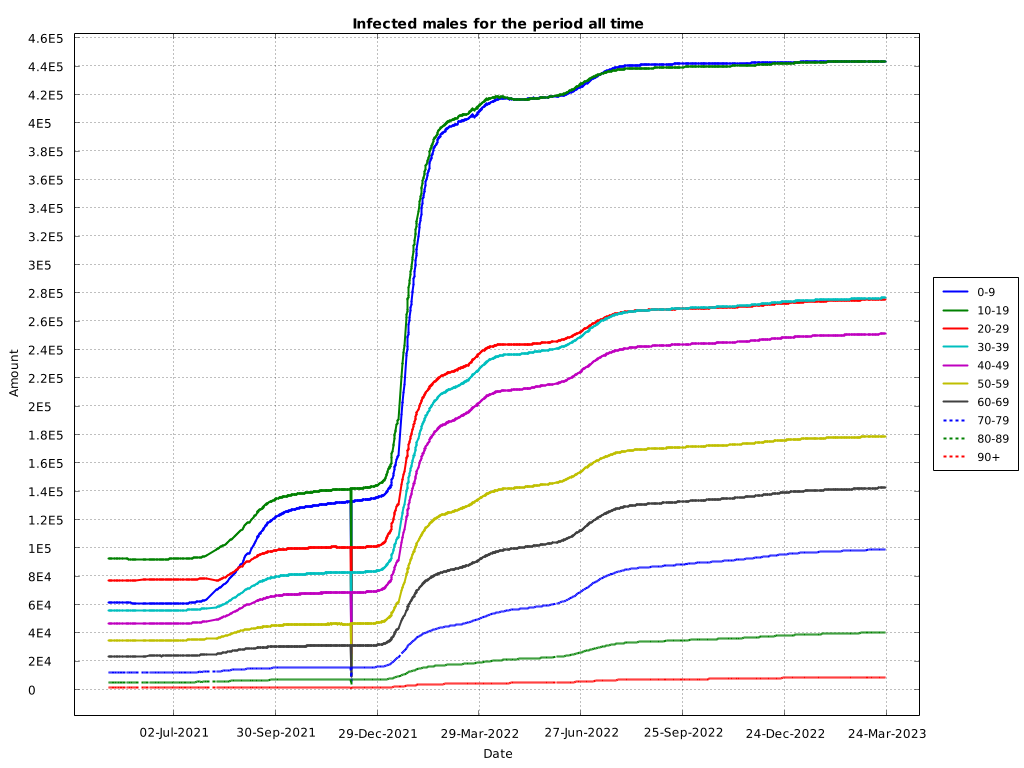 Infected males for the period all time
4.6E5
4.4E5
4.2E5
4E5
3.8E5
3.6E5
3.4E5
3.2E5
3E5
2.8E5
2.6E5
2.4E5
2.2E5
2E5
1.8E5
1.6E5
1.4E5
1.2E5
1E5
8E4
6E4
4E4
2E4
0
Amount
02-Jul-2021 30-Sep-2021 29-Dec-2021 29-Mar-2022 27-Jun-2022 25-Sep-2022 24-Dec-2022 24-Mar-2023
Date
0-9
10-19
20-29
30-39
40-49
50-59
60-69
70-79
80-89
90+